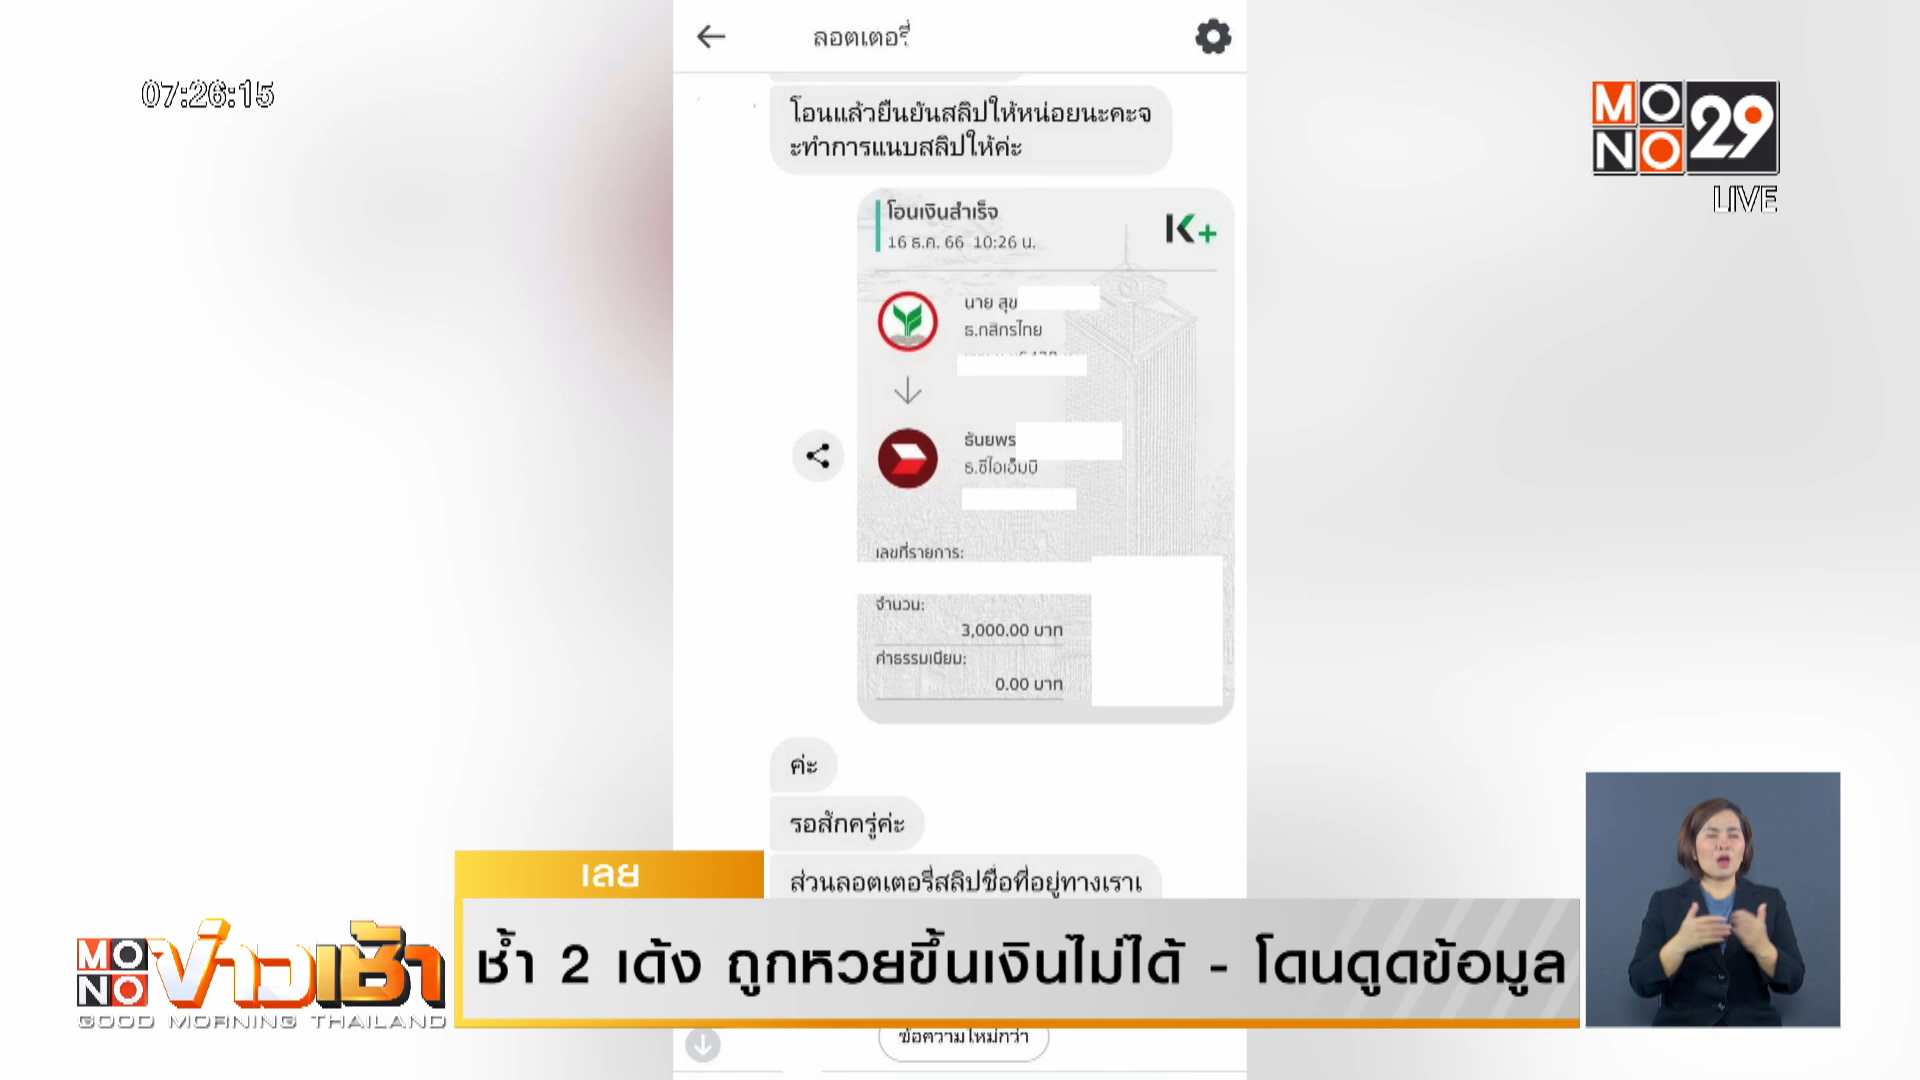 07:26:15
MONO 29
LIVE
ลอตเตอรี่
โอนแล้วยืนยันสลิปให้หน่อยนะคะจ
ะทำการแนบสลิปให้ค่ะ
โอนเงินสำเร็จ
16 ธ.ค. 66 10:26 น.
K+
นาย สุข
ธ.กสิกรไทย
ธันยพร
ธ.ซีไอเอ็มบี
เลขที่รายการ:
จำนวน:
3,000.00 บาท
ค่าธรรมเนียม:
0.00 บาท
ค่ะ
รอสักครู่ค่ะ
ส่วนลอตเตอรี่สลิปชื่อที่อยู่ทางเราเ
เลย
ช้ำ 2 เด้ง ถูกหวยขึ้นเงินไม่ได้ - โดนดูดข้อมูล
MONO ข่าวเช้า
GOOD MORNING THAILAND
ข้อความใหม่กว่า